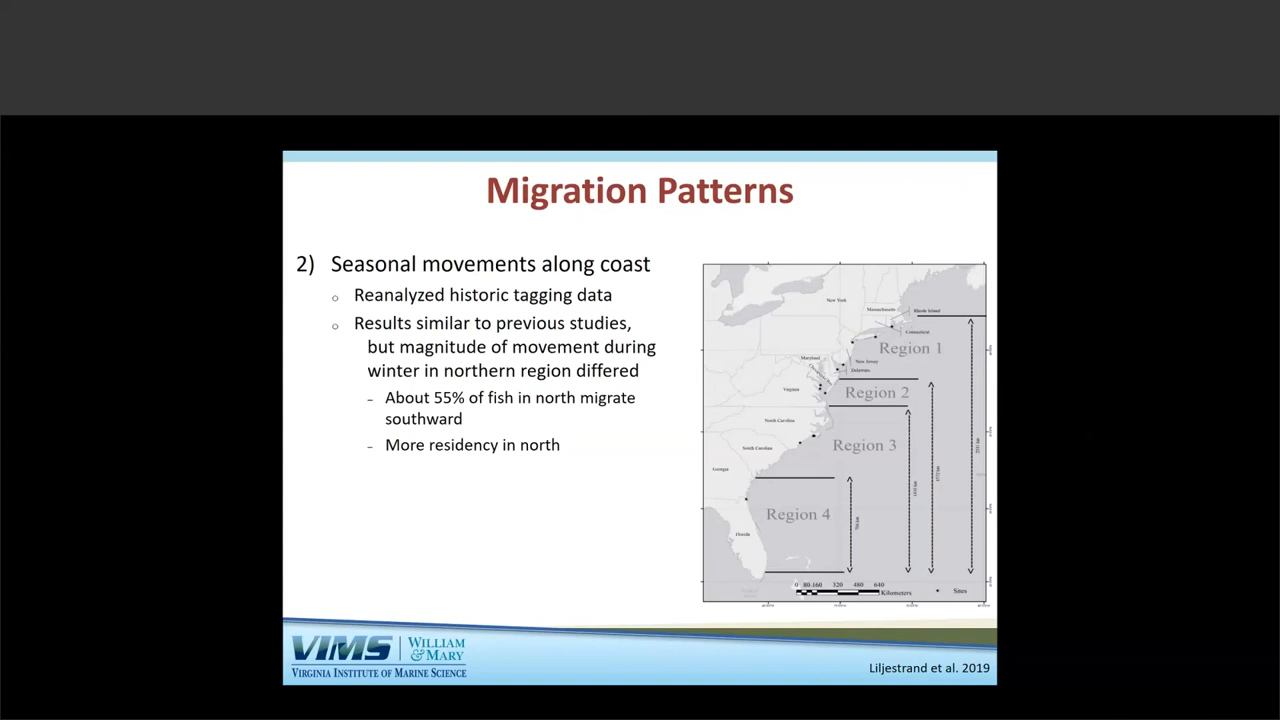 Migration Patterns
2) Seasonal movements along coast
○ Reanalyzed historic tagging data
○ Results similar to previous studies,
but magnitude of movement during
winter in northern region differed
– About 55% of fish in north migrate
southward
– More residency in north
New York
Massachusetts
Rhode Island
Connecticut
Region 1
Maryland
New Jersey
Delaware
Virginia
Region 2
North Carolina
Region 3
South Carolina
Georgia
Region 4
Florida
0 80 160 320 480 640
Kilometers
Sites
VIMS
WILLIAM
& MARY
VIRGINIA INSTITUTE OF MARINE SCIENCE
Liljestrand et al. 2019